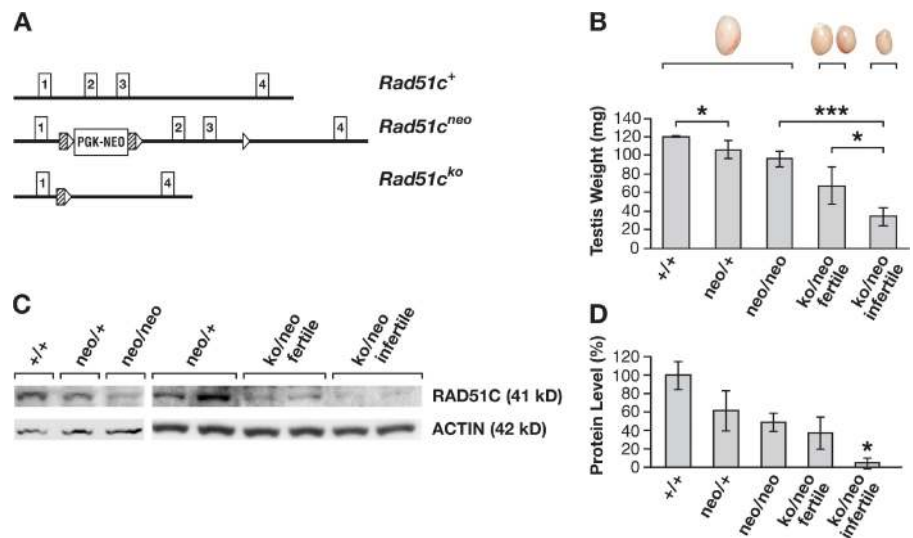 A
1 2 3 4 Rad51c+
1 PGK-NEO 2 3 4 Rad51cneo
1 4 Rad51cko
B
* *** *
Testis Weight (mg)
140
120
100
80
60
40
20
0
+/+ neo/+ neo/neo ko/neo fertile ko/neo infertile
C
+/+ neo/+ neo/neo neo/+ ko/neo fertile ko/neo infertile
RAD51C (41 kD)
ACTIN (42 kD)
D
Protein Level (%)
120
100
80
60
40
20
0
*
+/+ neo/+ neo/neo ko/neo fertile ko/neo infertile